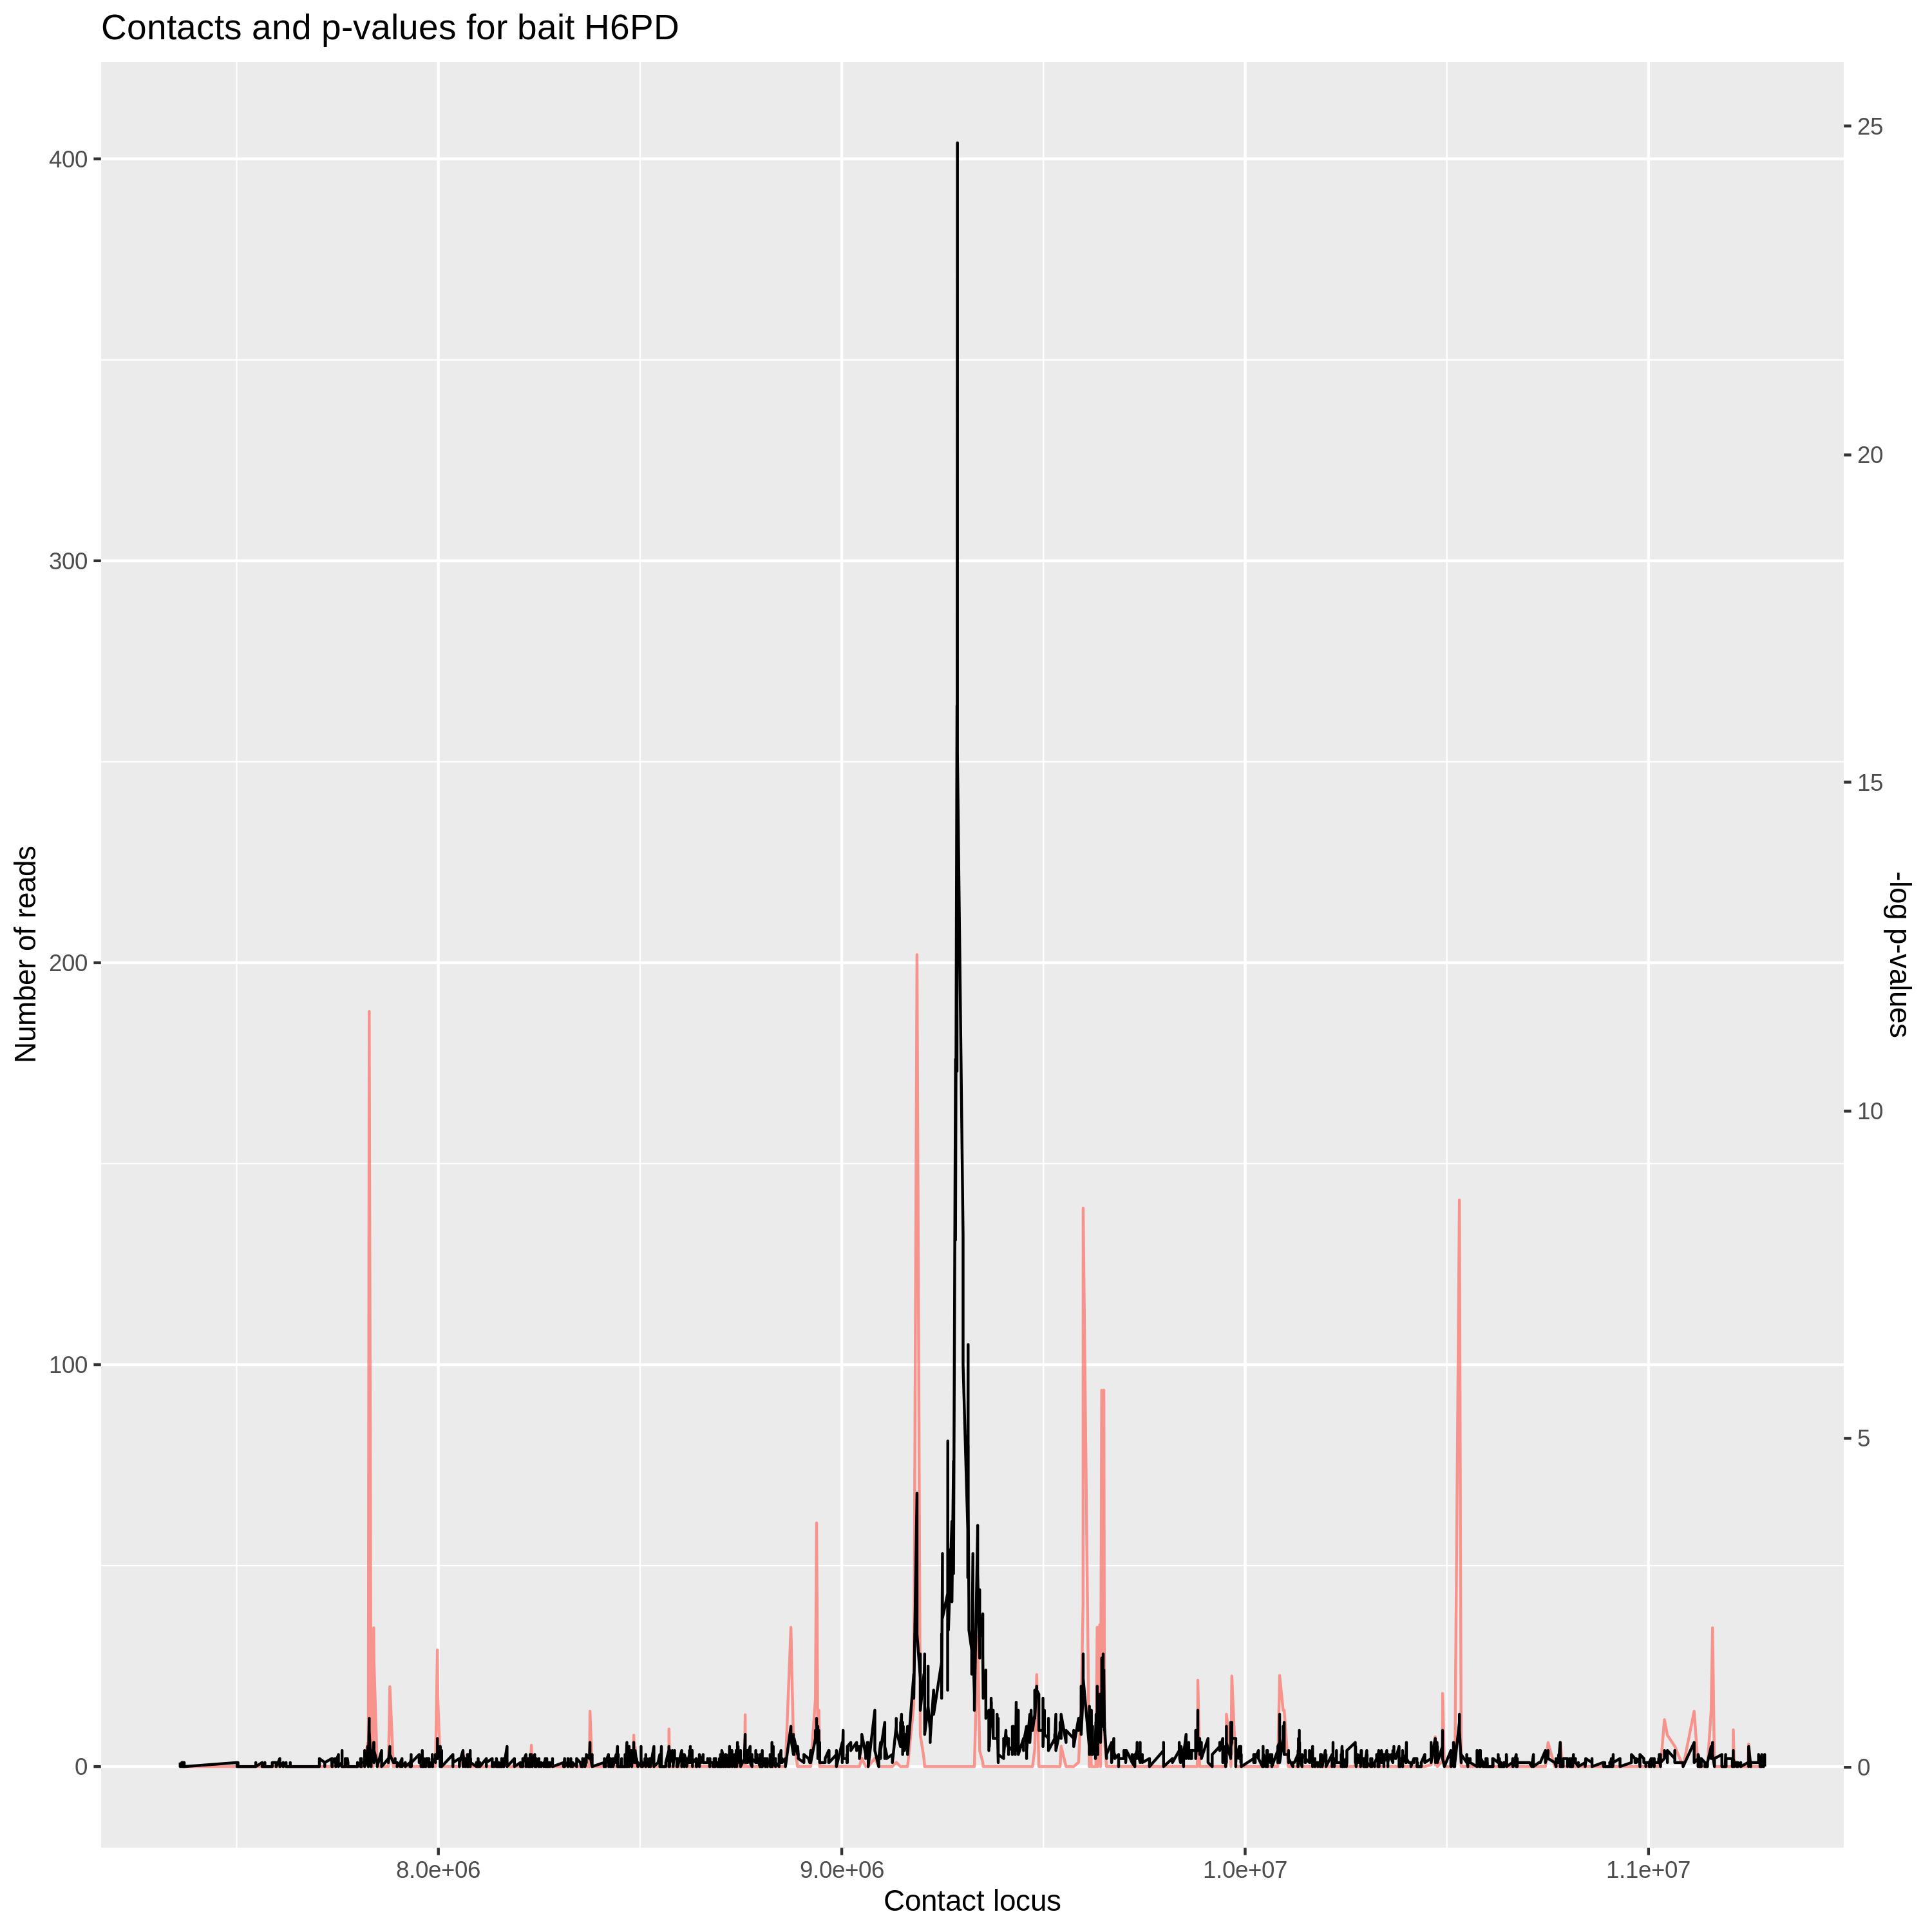 Contacts and p-values for bait H6PD
400
300
200
100
0
Number of reads
25
20
15
10
5
0
-log p-values
8.0e+06
9.0e+06
1.0e+07
1.1e+07
Contact locus